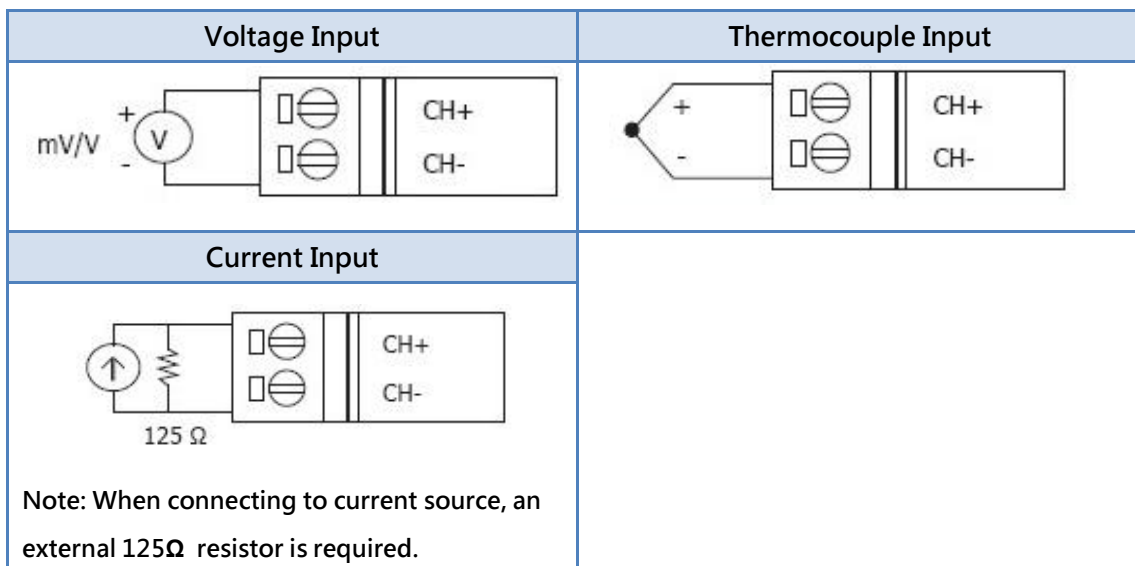 Voltage Input
Thermocouple Input
+
mV/V
V
-
CH+
CH-
+
-
CH+
CH-
Current Input
CH+
CH-
125 Ω
Note: When connecting to current source, an
external 125Ω resistor is required.